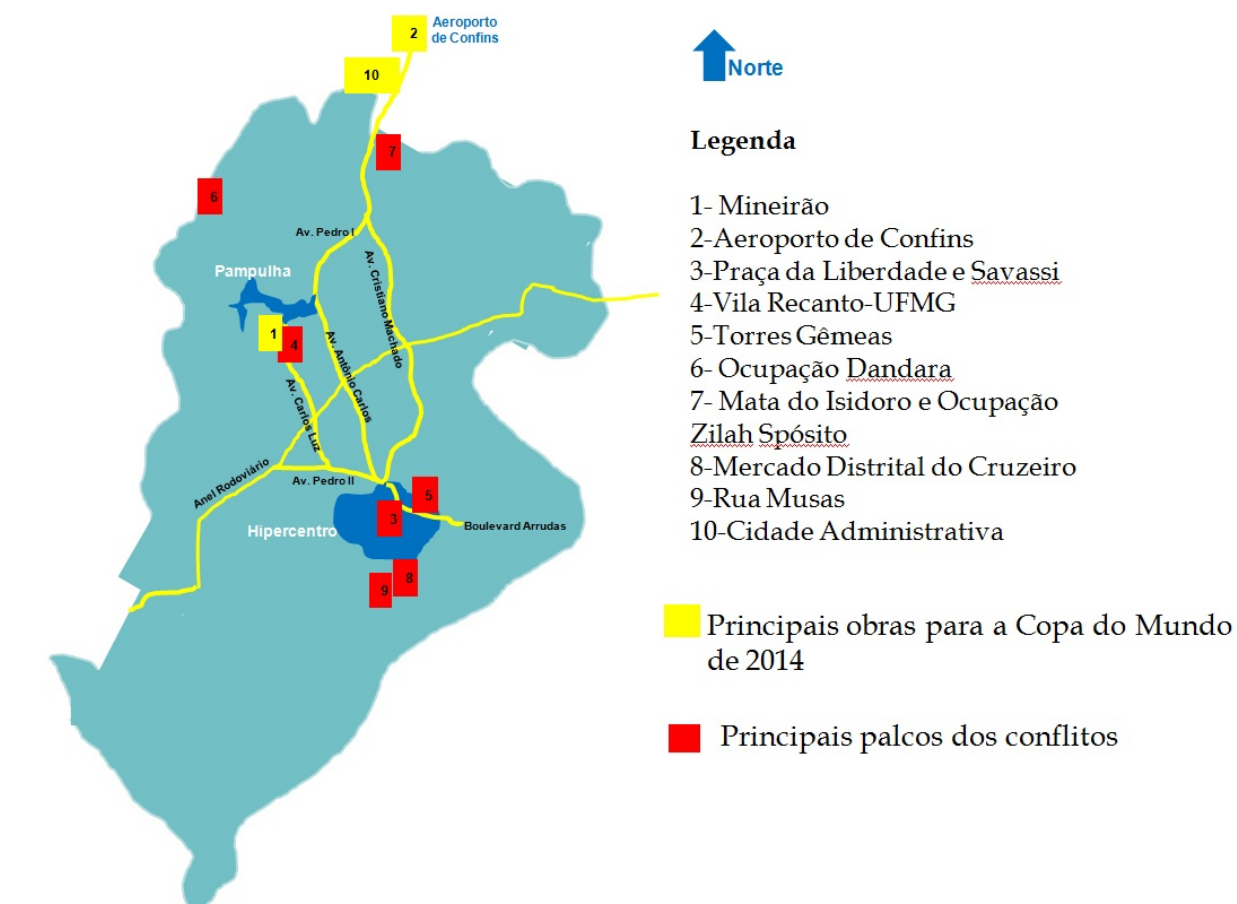 Aeroporto
de Confins
2
10
7
6
Av. Pedro I
Pampulha
Av. Cristiano Machado
1
4
Av. Antônio Carlos
Av. Carlos Luz
Anel Rodoviário
Av. Pedro II
5
3
Hipercentro
Boulevard Arrudas
8
9
Norte
Legenda
1- Mineirão
2-Aeroporto de Confins
3-Praça da Liberdade e Savassi
4-Vila Recanto-UFMG
5-Torres Gêmeas
6- Ocupação Dandara
7- Mata do Isidoro e Ocupação
Zilah Spósito
8-Mercado Distrital do Cruzeiro
9-Rua Musas
10-Cidade Administrativa
Principais obras para a Copa do Mundo
de 2014
Principais palcos dos conflitos